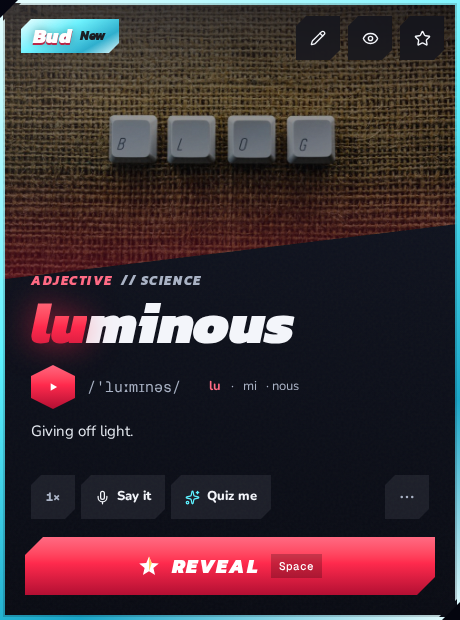 Bud New
B L O G
ADJECTIVE // SCIENCE
luminous
/ˈluːmɪnəs/ lu · mi · nous
Giving off light.
1× Say it Quiz me ...
REVEAL Space